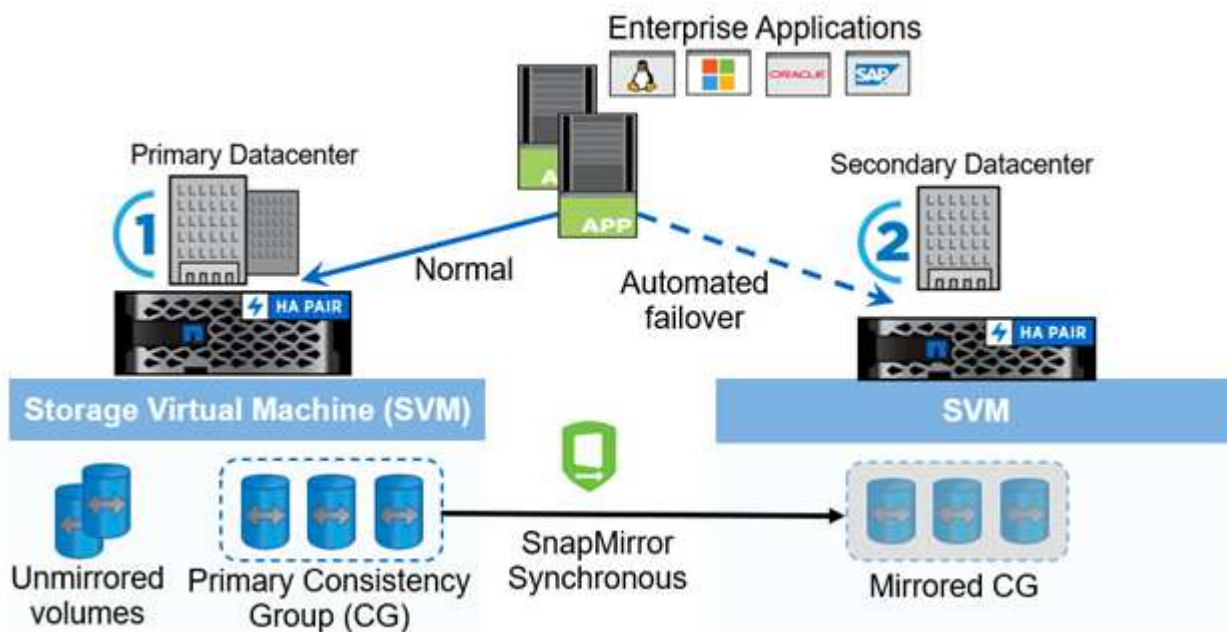 Enterprise Applications
ORACLE
SAP
Primary Datacenter
Secondary Datacenter
1
A
APP
2
Normal
Automated
failover
HA PAIR
HA PAIR
Storage Virtual Machine (SVM)
SVM
Unmirrored
volumes
Primary Consistency
Group (CG)
SnapMirror
Synchronous
Mirrored CG